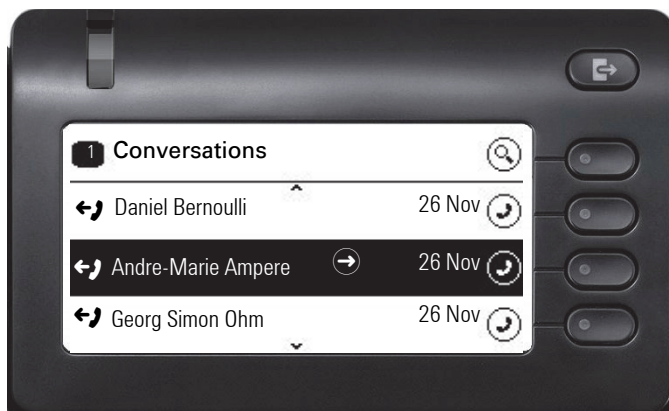 1 Conversations
Daniel Bernoulli 26 Nov
Andre-Marie Ampere 26 Nov
Georg Simon Ohm 26 Nov